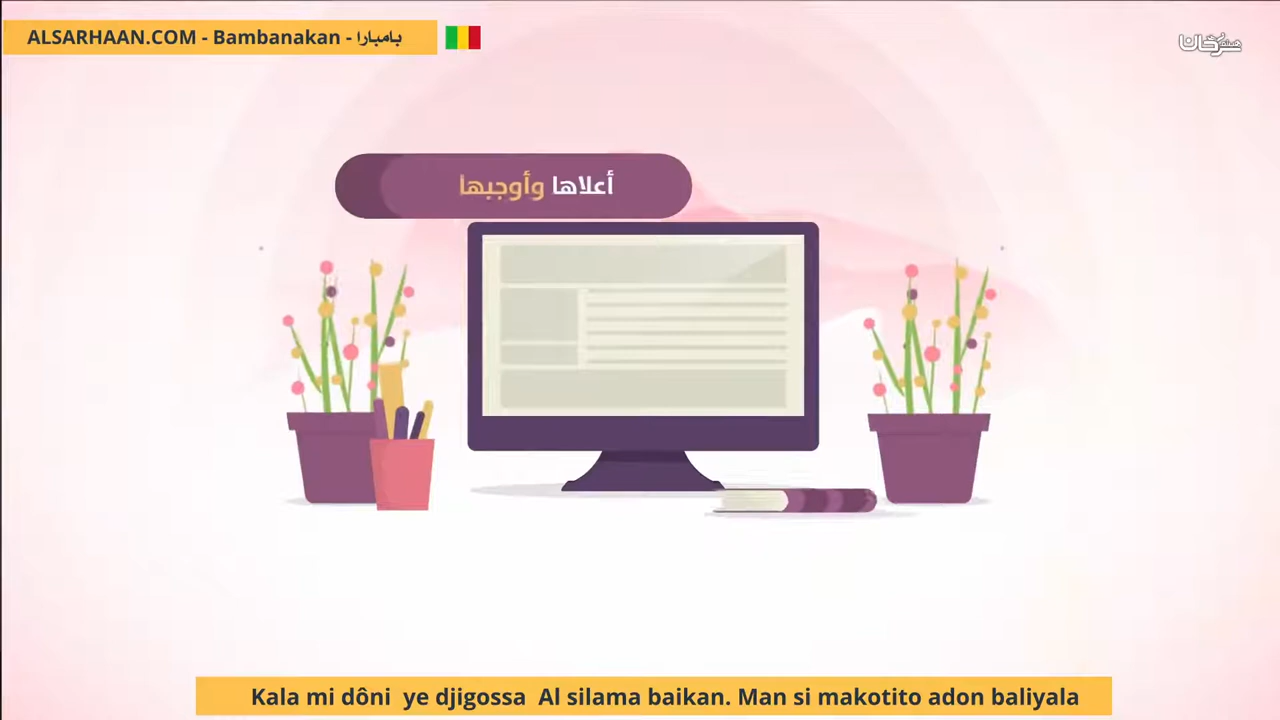 ALSARHAAN.COM - Bambanakan - بامبارا
أعلاها وأوجبها
Kala mi dôni ye djigossa Al silama baikan. Man si makotito adon baliyala